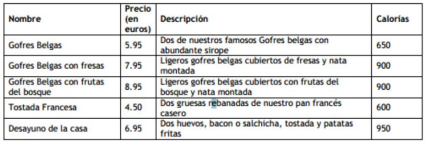 Nombre Precio (en euros) Descripción Calorías
Gofres Belgas 5.95 Dos de nuestros famosos Gofres belgas con abundante sirope 650
Gofres Belgas con fresas 7.95 Ligeros gofres belgas cubiertos de fresas y nata montada 900
Gofres Belgas con frutas del bosque 8.95 Ligeros gofres belgas cubiertos con frutas del bosque y nata montada 900
Tostada Francesa 4.50 Dos gruesas rebanadas de nuestro pan francés casero 600
Desayuno de la casa 6.95 Dos huevos, bacon o salchicha, tostada y patatas fritas 950